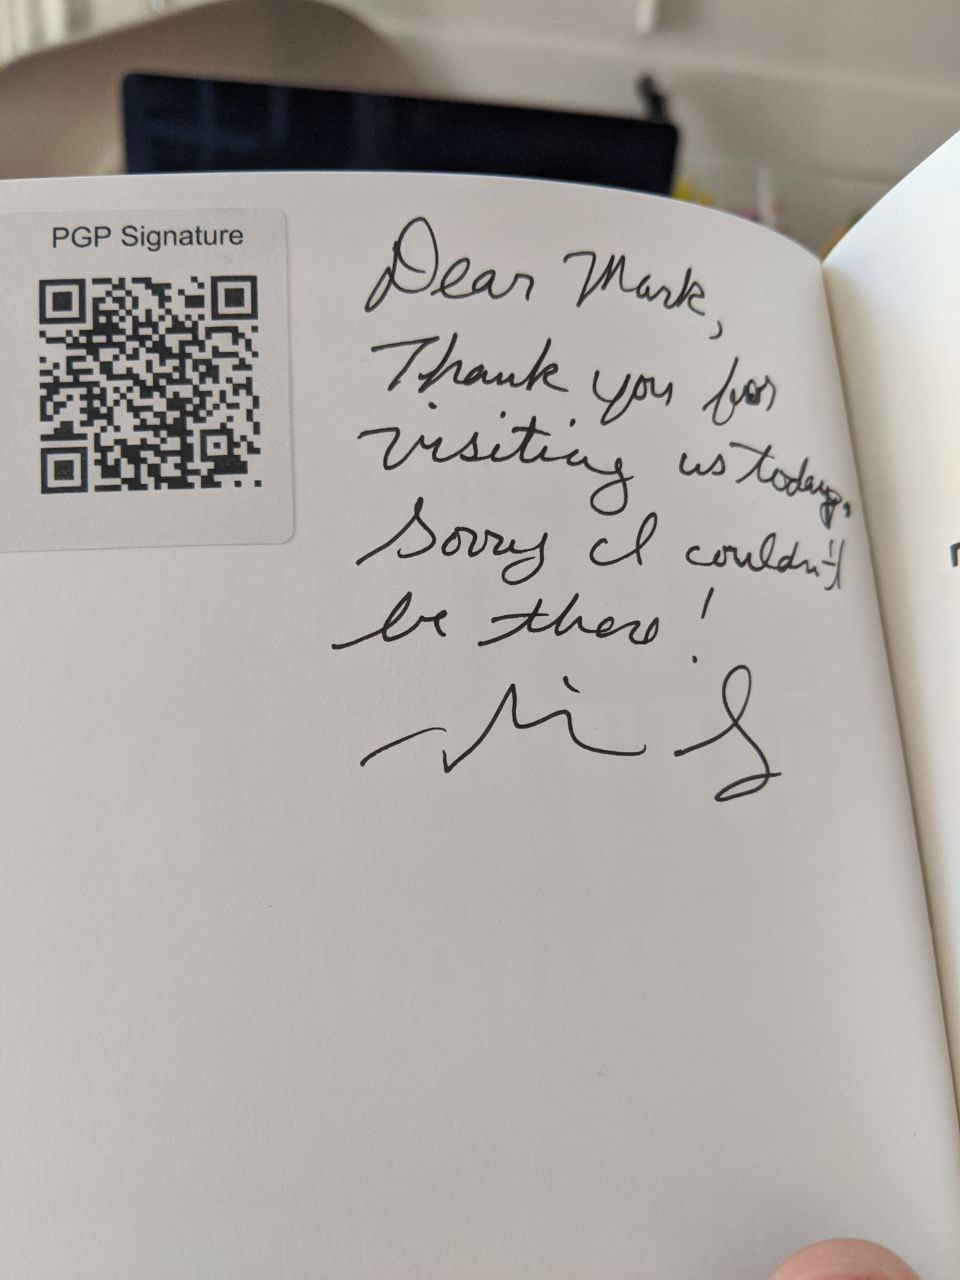 PGP Signature
Dear Mark,
Thank you for
visiting us today.
Sorry I couldn't
be there!